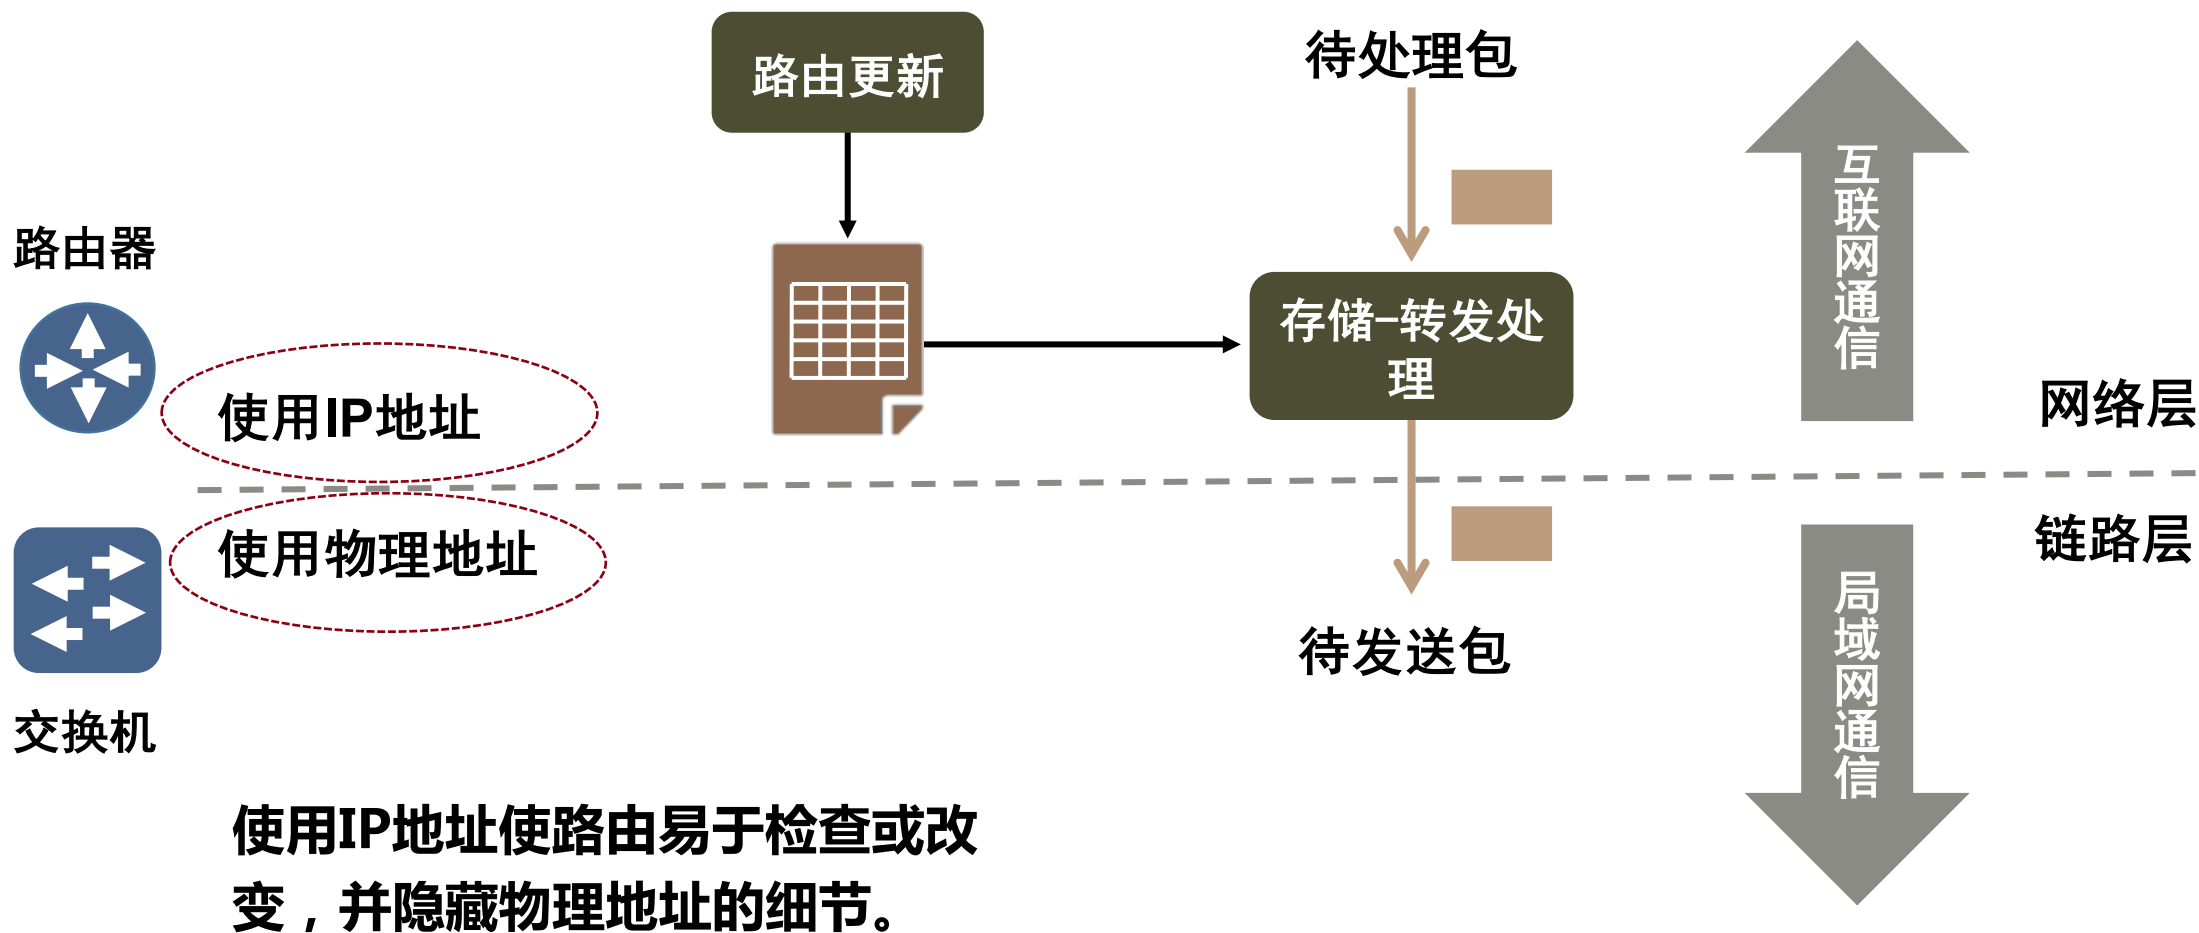 路由更新
待处理包
互联网通信
路由器
存储-转发处
理
使用IP地址
网络层
使用物理地址
链路层
局域网通信
待发送包
交换机
使用IP地址使路由易于检查或改
变，并隐藏物理地址的细节。